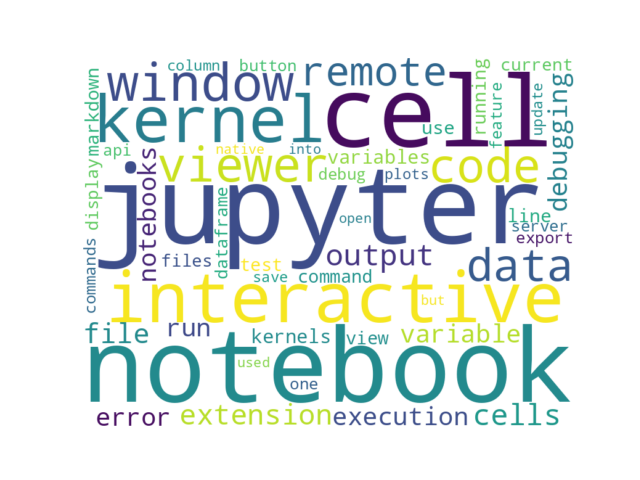 column button remote current
window cell
kernel use running feature update debugging
displaymarkdown
api native into variables code
viewer debug plots
notebooks jupyter
dataframe open line server
commands files test output data export
save command
interactive but
file run kernels view variable
notebook
used one
error extension execution cells